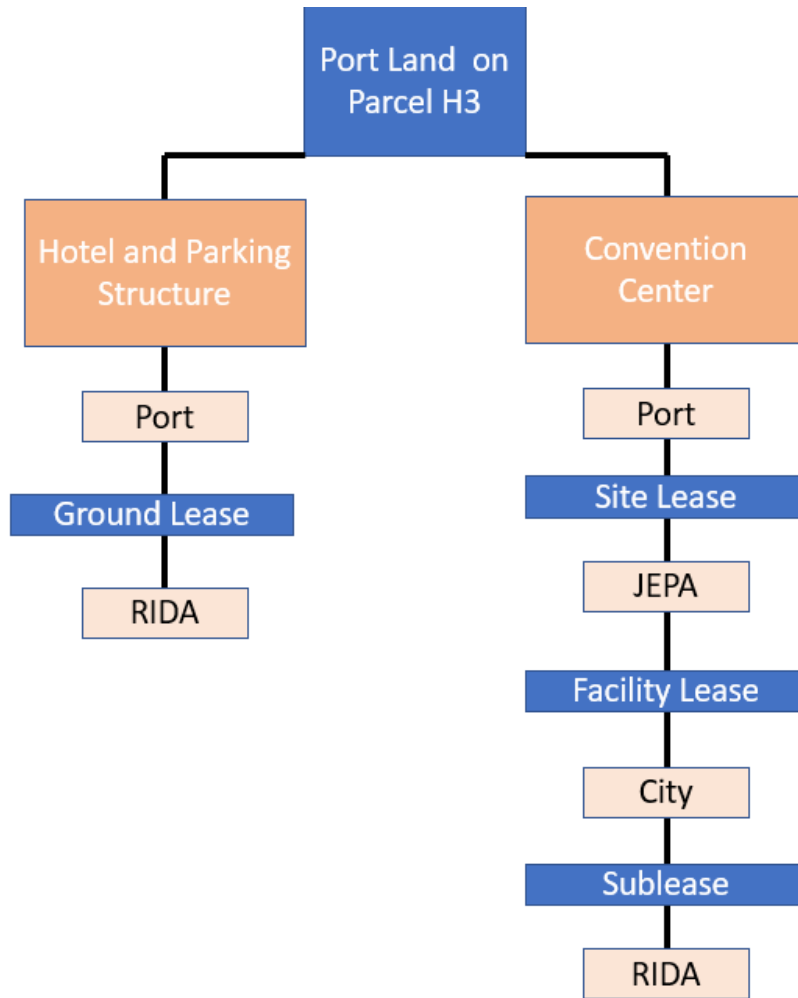 Port Land on
Parcel H3
Hotel and Parking
Structure
Convention
Center
Port
Port
Ground Lease
Site Lease
RIDA
JEPA
Facility Lease
City
Sublease
RIDA